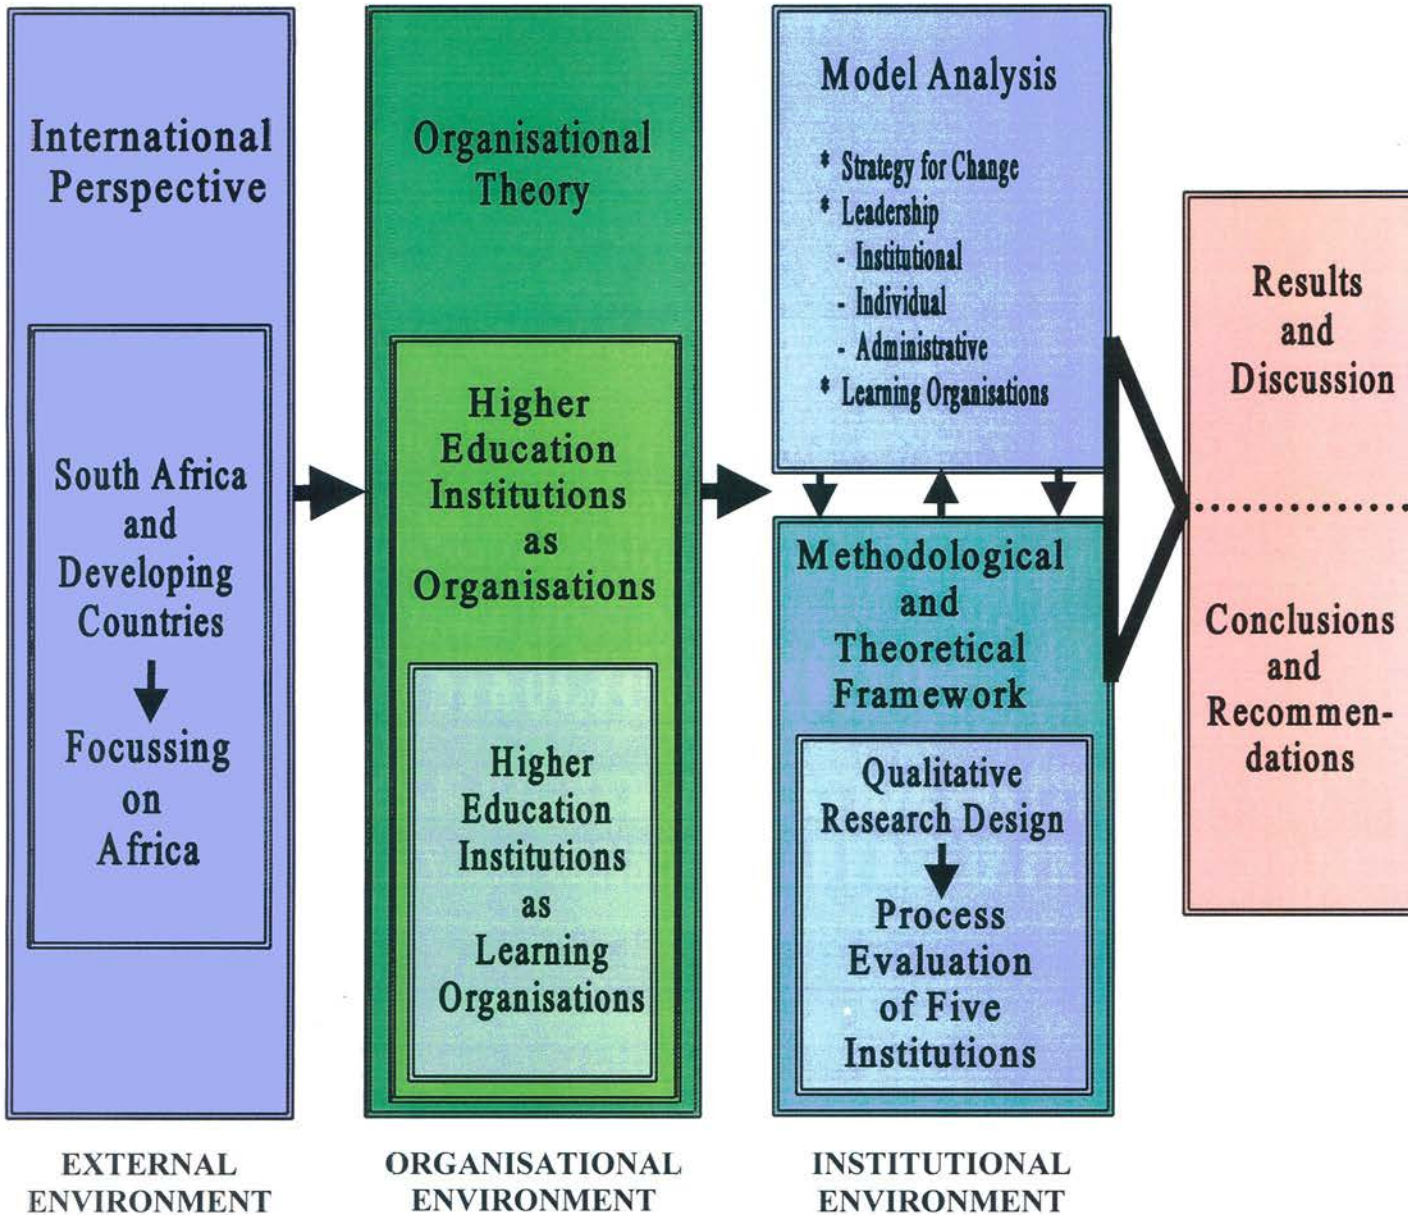 International
Perspective
South Africa
and
Developing
Countries
Focussing
on
Africa
EXTERNAL
ENVIRONMENT
Organisational
Theory
Higher
Education
Institutions
as
Organisations
Higher
Education
Institutions
as
Learning
Organisations
ORGANISATIONAL
ENVIRONMENT
Model Analysis
* Strategy for Change
* Leadership
- Institutional
- Individual
- Administrative
* Learning Organisations
Methodological
and
Theoretical
Framework
Qualitative
Research Design
Process
Evaluation
of Five
Institutions
INSTITUTIONAL
ENVIRONMENT
Results
and
Discussion
Conclusions
and
Recommen-
dations